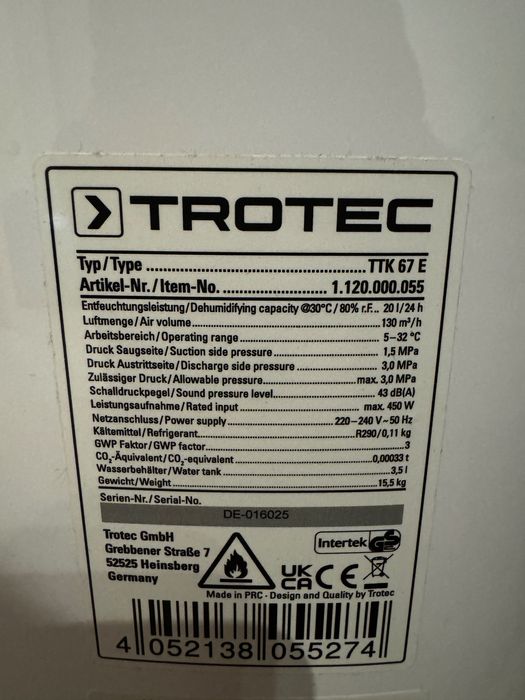 TROTEC
Typ/Type ........................................ TTK 67 E
Artikel-Nr./Item-No. ........................ 1.120.000.055
Entfeuchtungsleistung/Dehumidifying capacity @30°C/80% r.F... 20 l/24 h
Luftmenge/Air volume ........................................ 130 m³/h
Arbeitsbereich/Operating range ........................................ 5–32 °C
Druck Saugseite/Suction side pressure ........................................ 1,5 MPa
Druck Austrittseite/Discharge side pressure ........................................ 3,0 MPa
Zulässiger Druck/Allowable pressure ........................................ max. 3,0 MPa
Schalldruckpegel/Sound pressure level ........................................ 43 dB(A)
Leistungsaufnahme/Rated input ........................................ max. 450 W
Netzanschluss/Power supply ........................................ 220–240 V~50 Hz
Kältemittel/Refrigerant ........................................ R290/0,11 kg
GWP Faktor/GWP factor ........................................ 3
CO₂-Äquivalent/CO₂-equivalent ........................................ 0,00033 t
Wasserbehälter/Water tank ........................................ 3,5 l
Gewicht/Weight ........................................ 15,5 kg
Serien-Nr./Serial-No.
DE-016025
Trotec GmbH
Grebbener Straße 7
52525 Heinsberg
Germany
Intertek GS
UK CA CE
Made in PRC - Design and Quality by Trotec
4 052138 055274